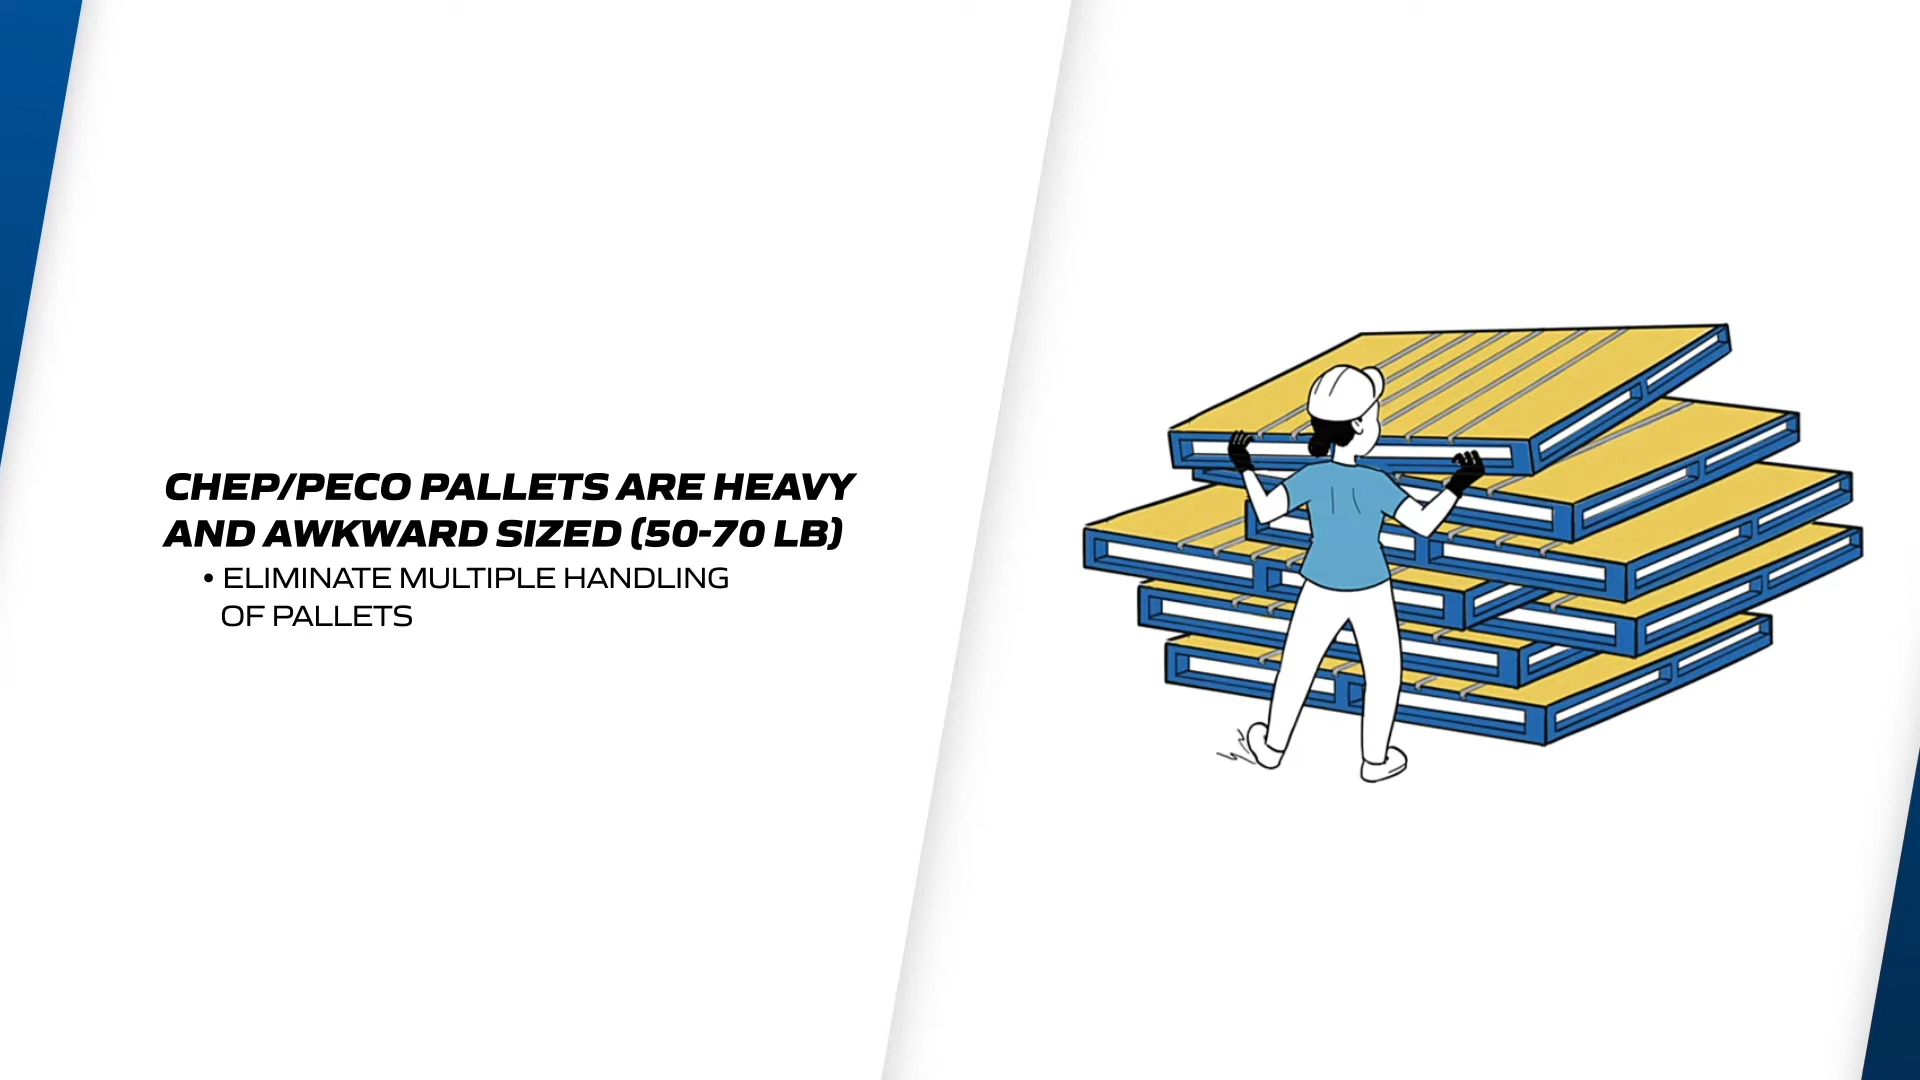 CHEP/PECO PALLETS ARE HEAVY
AND AWKWARD SIZED (50-70 LB)
• ELIMINATE MULTIPLE HANDLING
OF PALLETS